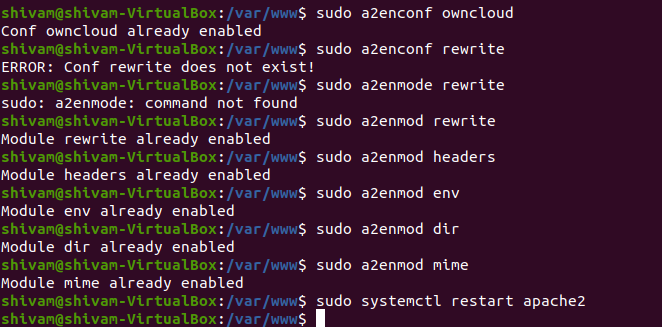 shivam@shivam-VirtualBox:/var/www$ sudo a2enconf owncloud
Conf owncloud already enabled
shivam@shivam-VirtualBox:/var/www$ sudo a2enconf rewrite
ERROR: Conf rewrite does not exist!
shivam@shivam-VirtualBox:/var/www$ sudo a2enmode rewrite
sudo: a2enmode: command not found
shivam@shivam-VirtualBox:/var/www$ sudo a2enmod rewrite
Module rewrite already enabled
shivam@shivam-VirtualBox:/var/www$ sudo a2enmod headers
Module headers already enabled
shivam@shivam-VirtualBox:/var/www$ sudo a2enmod env
Module env already enabled
shivam@shivam-VirtualBox:/var/www$ sudo a2enmod dir
Module dir already enabled
shivam@shivam-VirtualBox:/var/www$ sudo a2enmod mime
Module mime already enabled
shivam@shivam-VirtualBox:/var/www$ sudo systemctl restart apache2
shivam@shivam-VirtualBox:/var/www$